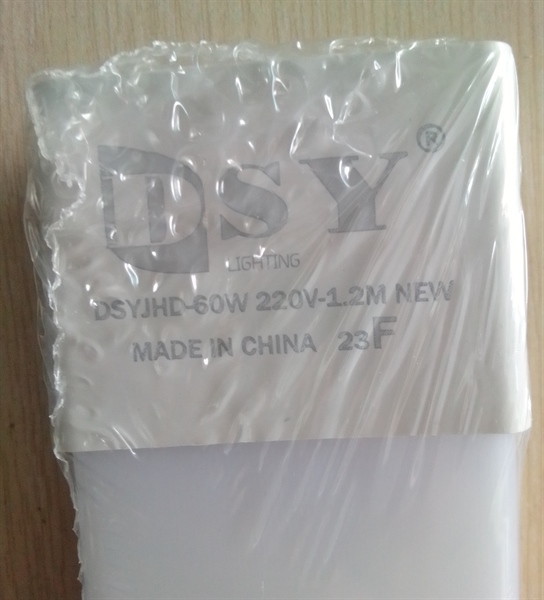 DSY®
LIGHTING
DSYJHD-60W 220V-1.2M NEW
MADE IN CHINA 23F